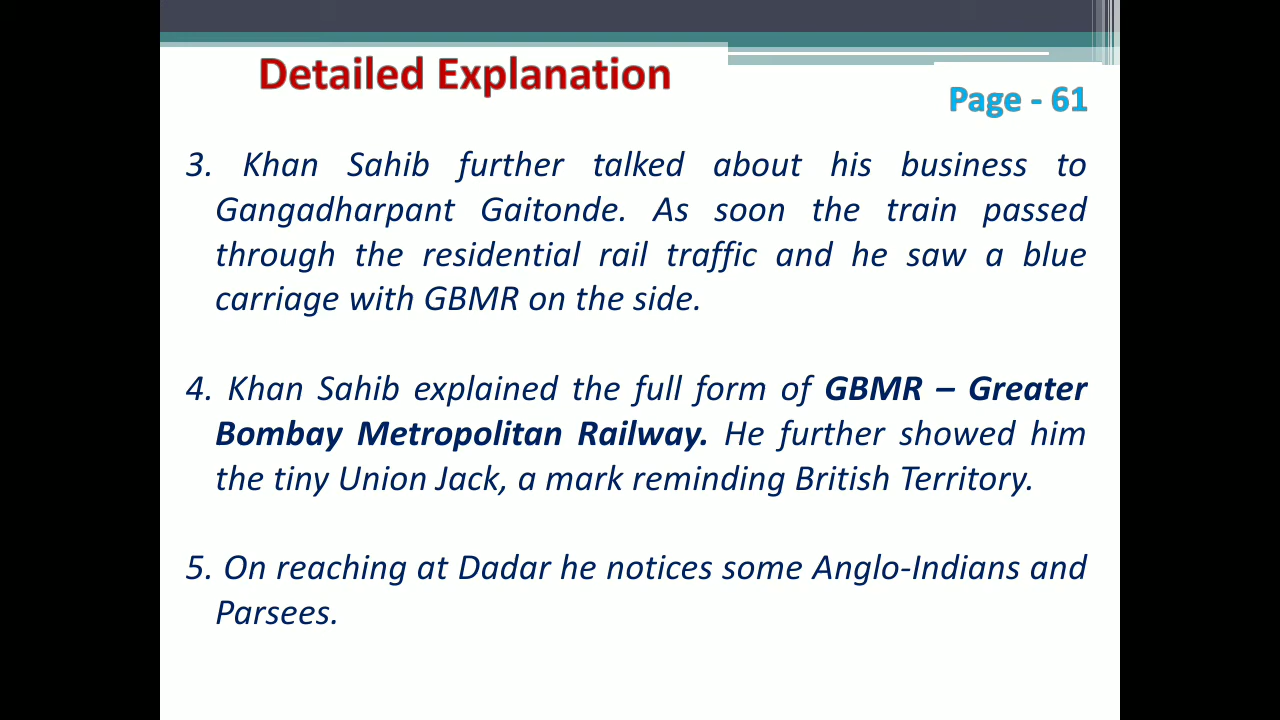 Detailed Explanation
Page - 61
3. Khan Sahib further talked about his business to
Gangadharpant Gaitonde. As soon the train passed
through the residential rail traffic and he saw a blue
carriage with GBMR on the side.
4. Khan Sahib explained the full form of GBMR – Greater
Bombay Metropolitan Railway. He further showed him
the tiny Union Jack, a mark reminding British Territory.
5. On reaching at Dadar he notices some Anglo-Indians and
Parsees.